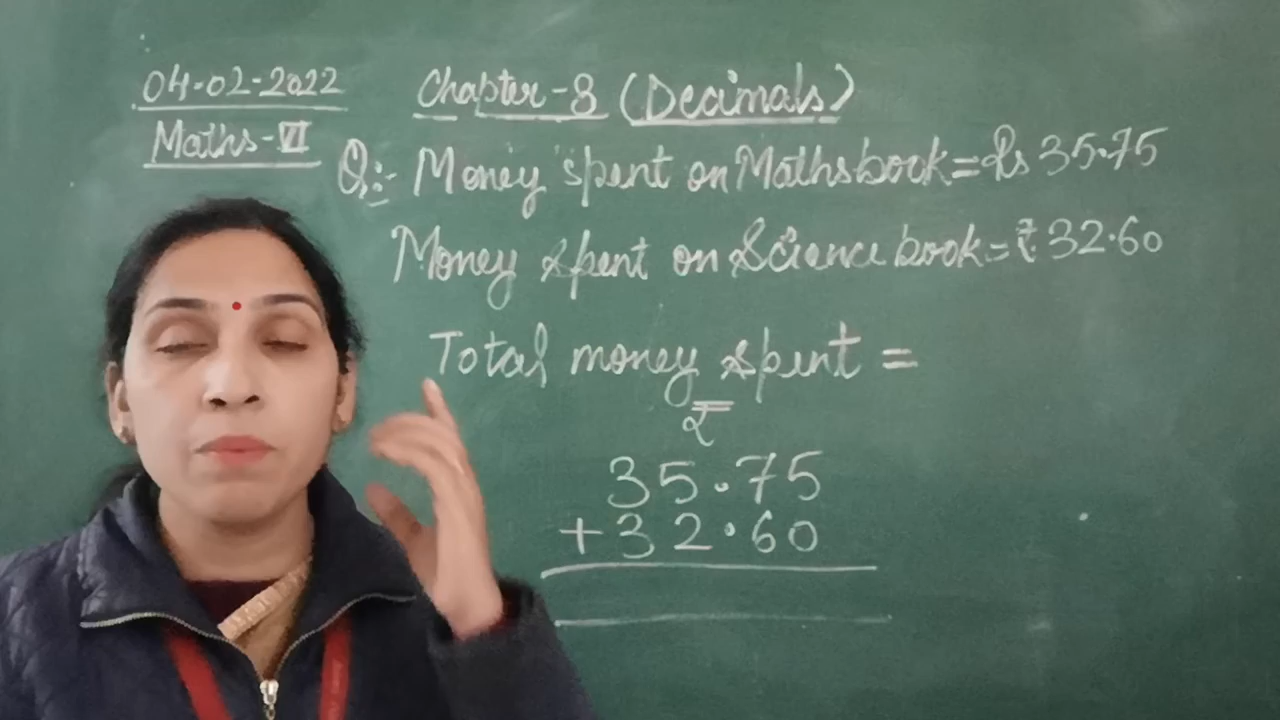 04-02-2022
Chapter-8 (Decimals)
Maths-VI
Q:- Money spent on Maths book = Rs 35.75
Money spent on Science book = ₹ 32.60
Total money spent =
₹
35.75
+32.60